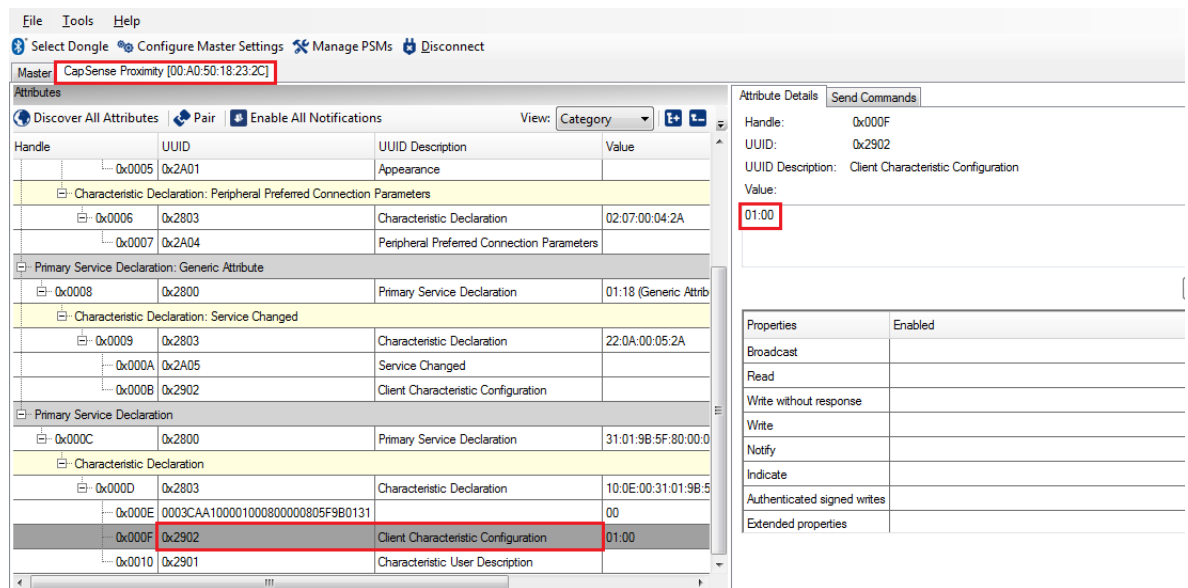 File Tools Help
Select Dongle Configure Master Settings Manage PSMs Disconnect
Master CapSense Proximity [00:A0:50:18:23:2C]
Attributes
Discover All Attributes Pair Enable All Notifications View: Category
Handle UUID UUID Description Value
0x0005 0x2A01 Appearance
Characteristic Declaration: Peripheral Preferred Connection Parameters
0x0006 0x2803 Characteristic Declaration 02:07:00:04:2A
0x0007 0x2A04 Peripheral Preferred Connection Parameters
Primary Service Declaration: Generic Attribute
0x0008 0x2800 Primary Service Declaration 01:18 (Generic Attrib
Characteristic Declaration: Service Changed
0x0009 0x2803 Characteristic Declaration 22:0A:00:05:2A
0x000A 0x2A05 Service Changed
0x000B 0x2902 Client Characteristic Configuration
Primary Service Declaration
0x000C 0x2800 Primary Service Declaration 31:01:9B:5F:80:00:0
Characteristic Declaration
0x000D 0x2803 Characteristic Declaration 10:0E:00:31:01:9B:5
0x000E 0003CAA100001000800000805F9B0131 00
0x000F 0x2902 Client Characteristic Configuration 01:00
0x0010 0x2901 Characteristic User Description
Attribute Details Send Commands
Handle: 0x000F
UUID: 0x2902
UUID Description: Client Characteristic Configuration
Value:
01:00
Properties Enabled
Broadcast
Read
Write without response
Write
Notify
Indicate
Authenticated signed writes
Extended properties